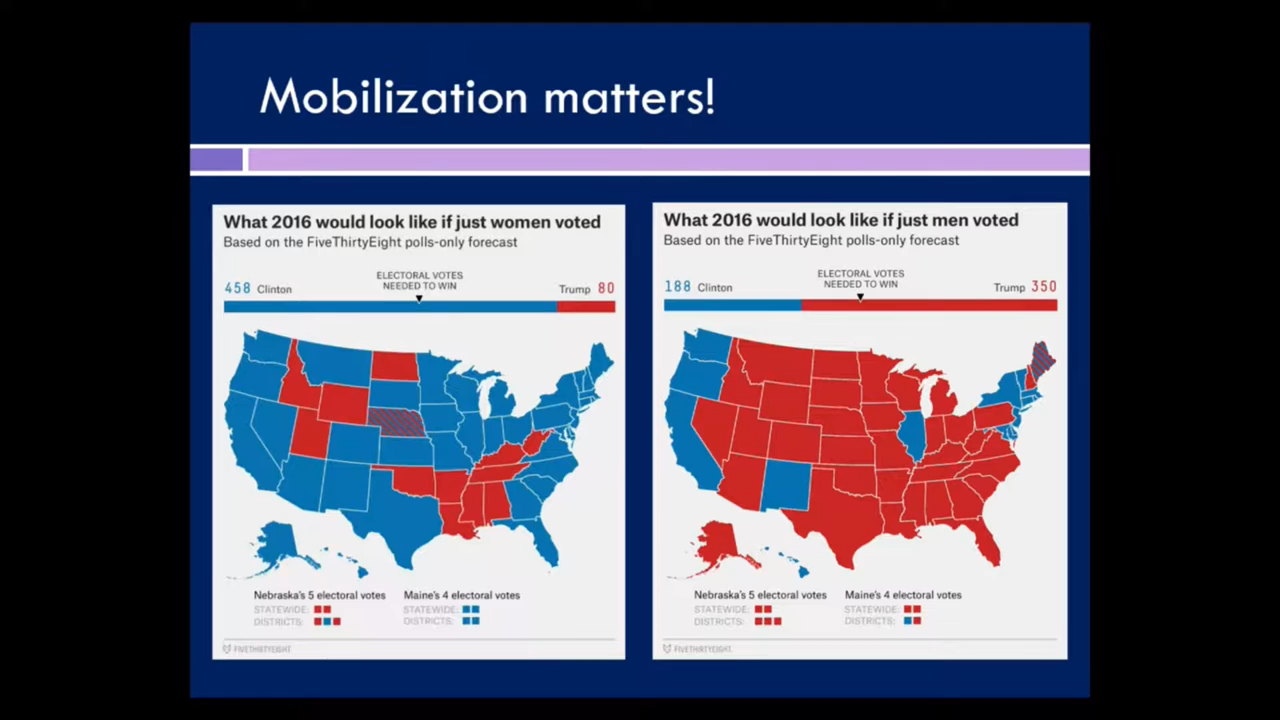 Mobilization matters!
What 2016 would look like if just women voted
Based on the FiveThirtyEight polls-only forecast
ELECTORAL VOTES
NEEDED TO WIN
458 Clinton
Trump 80
Nebraska's 5 electoral votes
STATEWIDE:
DISTRICTS:
Maine's 4 electoral votes
STATEWIDE:
DISTRICTS:
FIVETHIRTYEIGHT
What 2016 would look like if just men voted
Based on the FiveThirtyEight polls-only forecast
ELECTORAL VOTES
NEEDED TO WIN
188 Clinton
Trump 350
Nebraska's 5 electoral votes
STATEWIDE:
DISTRICTS:
Maine's 4 electoral votes
STATEWIDE:
DISTRICTS:
FIVETHIRTYEIGHT